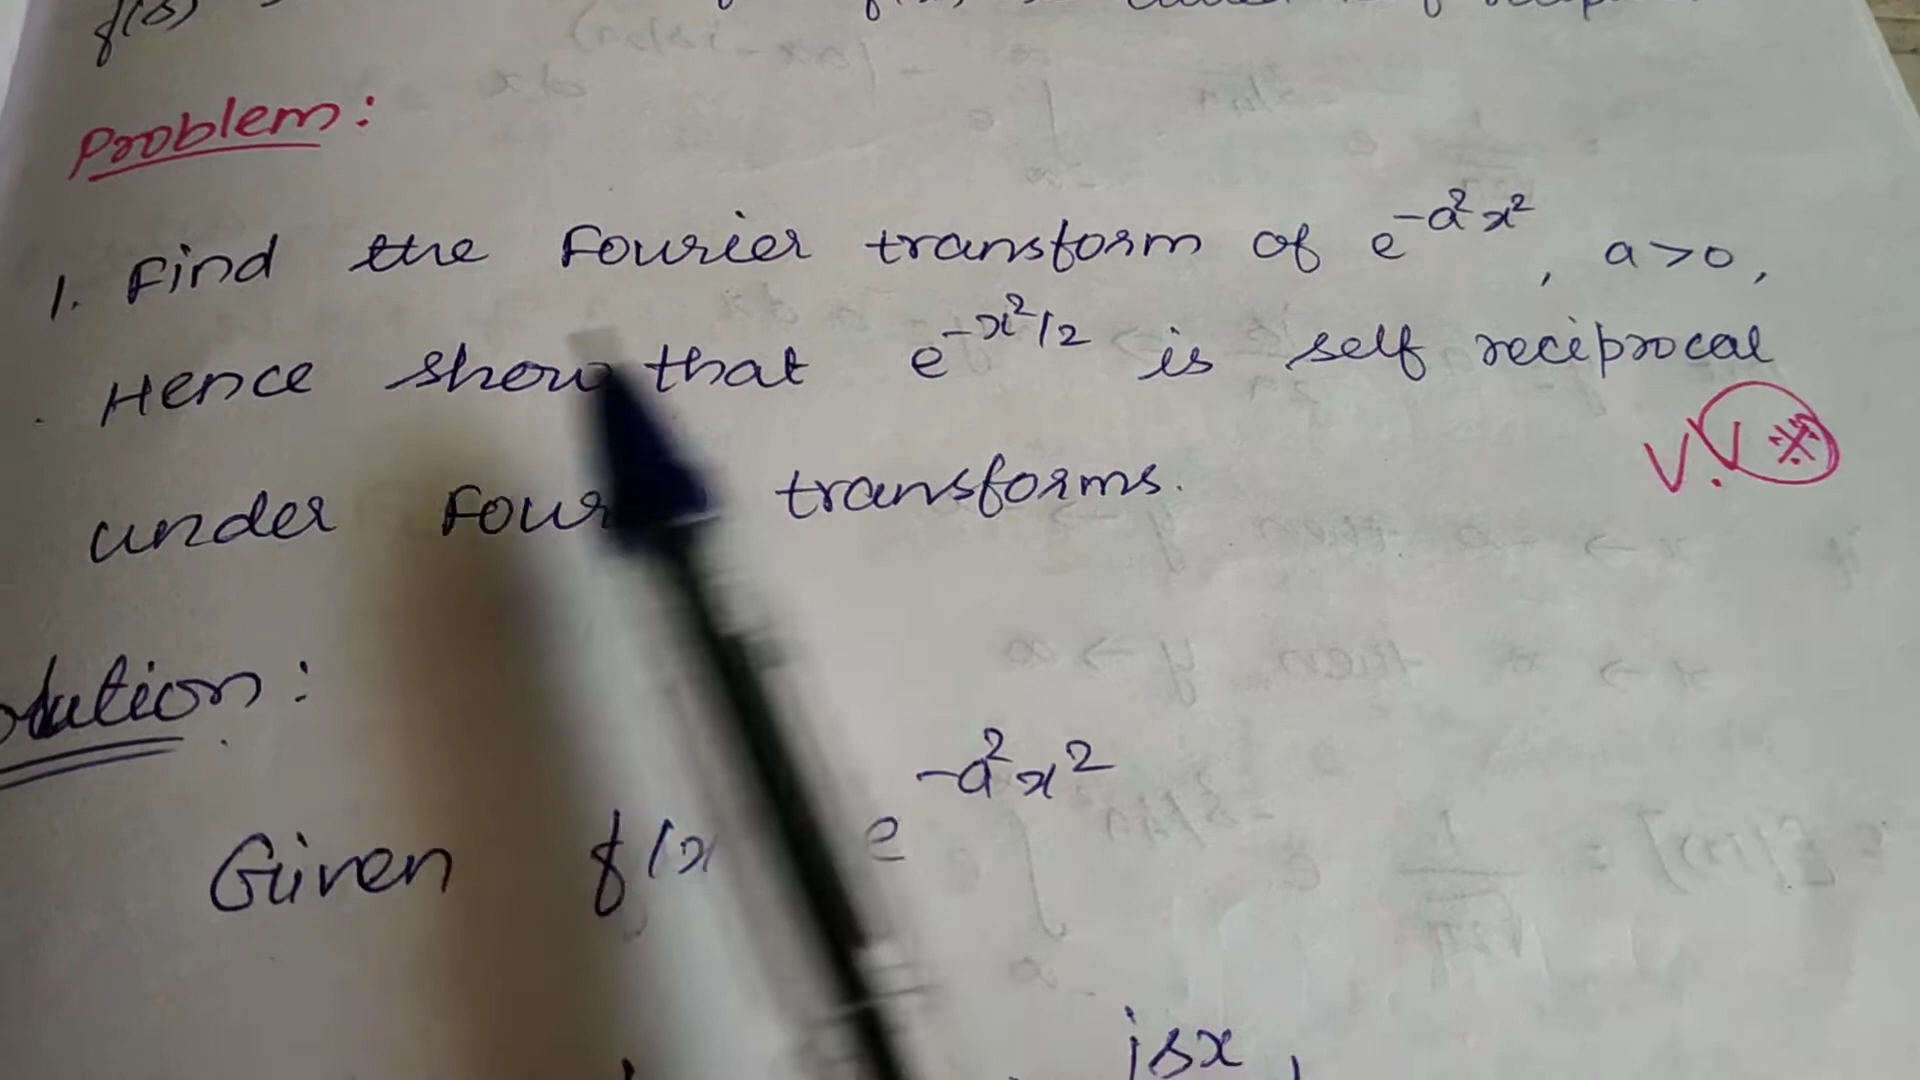 f(s)
Problem:
1. Find the Fourier transform of e^{-a²x²}, a>0,
Hence show that e^{-x²/2} is self reciprocal
under Four transforms.
V.V
olution:
Given f(x e^{-a²x²}
isx